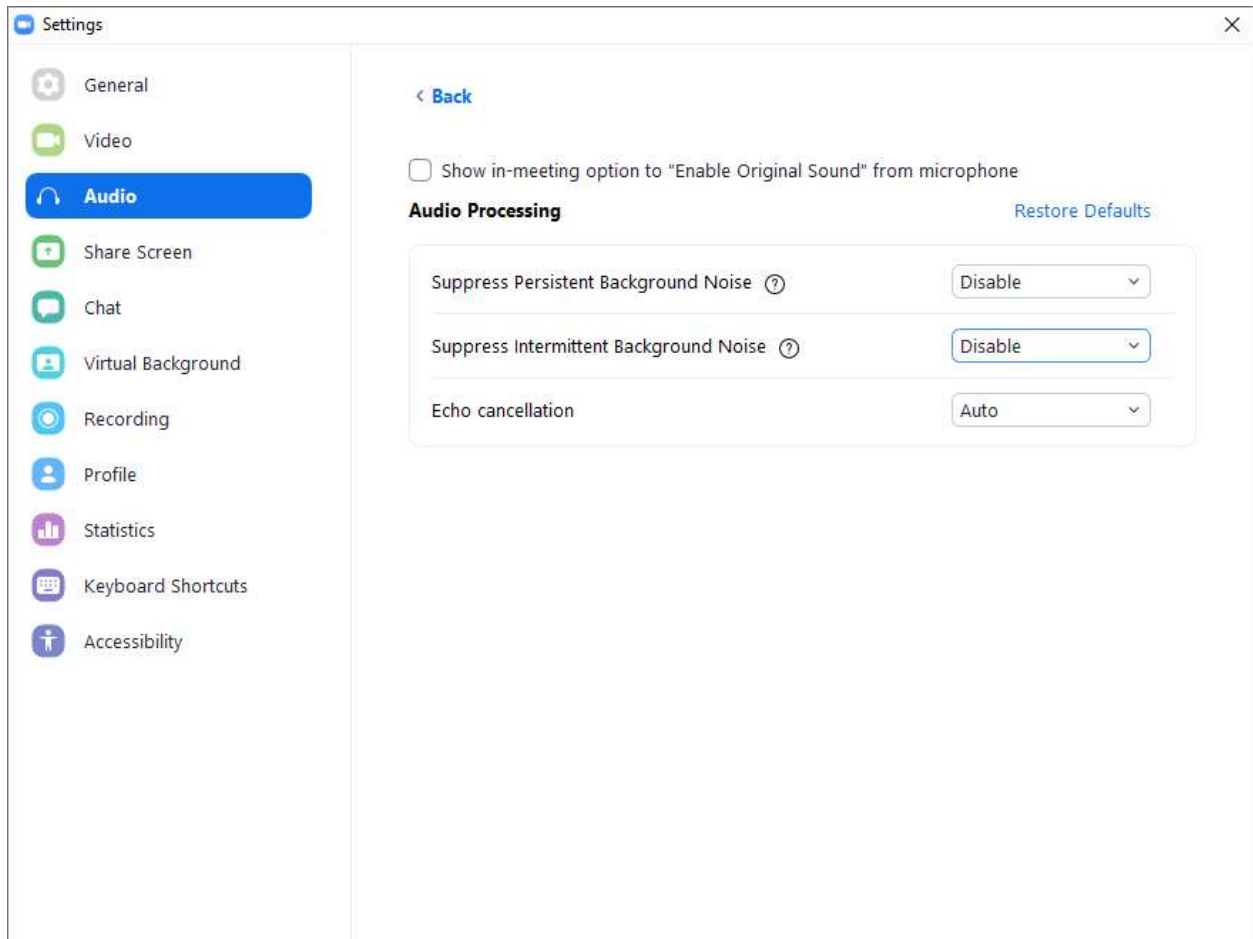 Settings
General
Video
Audio
Share Screen
Chat
Virtual Background
Recording
Profile
Statistics
Keyboard Shortcuts
Accessibility
Back
Show in-meeting option to "Enable Original Sound" from microphone
Audio Processing Restore Defaults
Suppress Persistent Background Noise ? Disable
Suppress Intermittent Background Noise ? Disable
Echo cancellation Auto